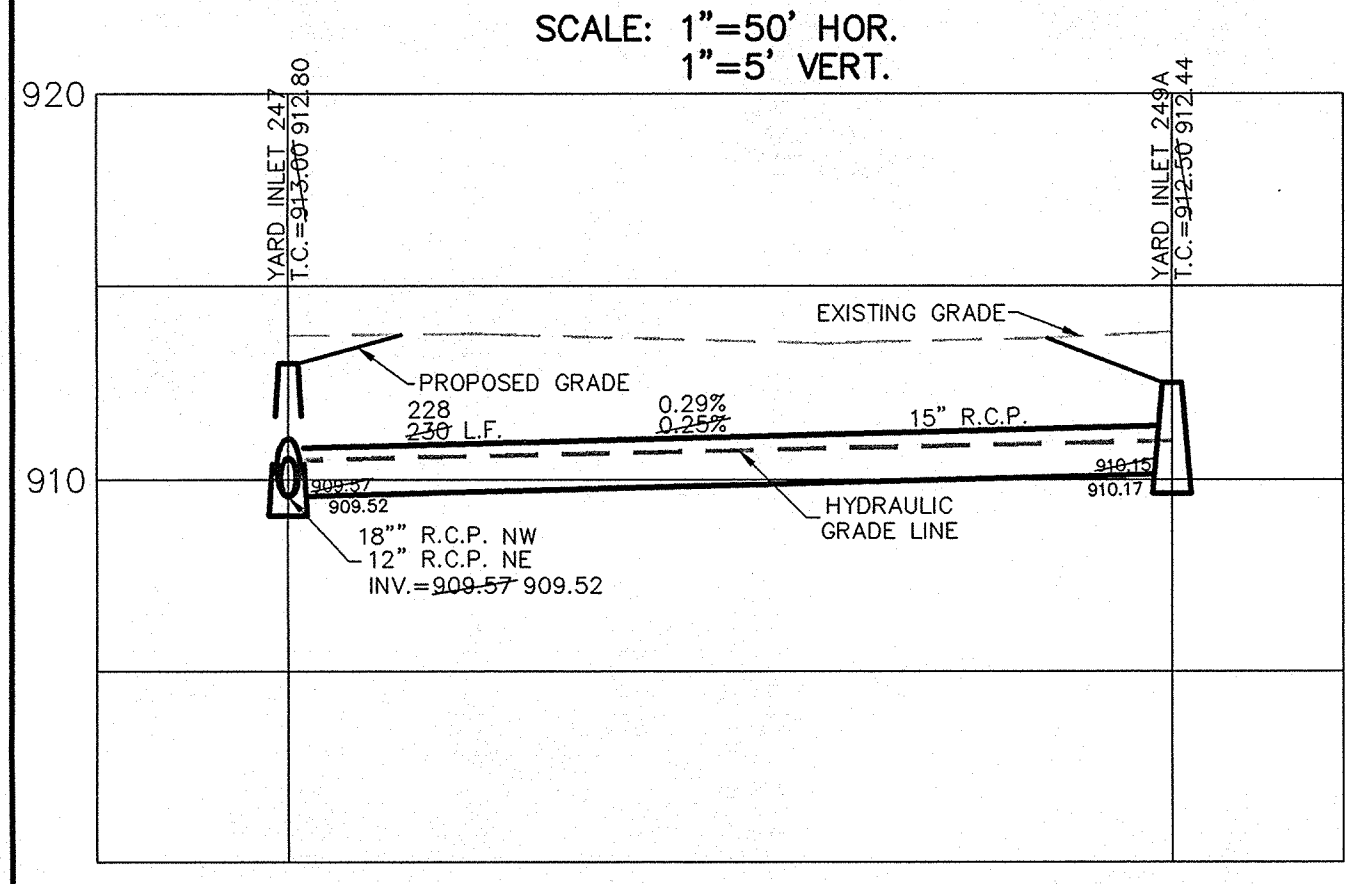 SCALE: 1"=50' HOR.
1"=5' VERT.
920
YARD INLET 247
T.C.=913.00 912.80
YARD INLET 249A
T.C.=912.50 912.44
EXISTING GRADE
PROPOSED GRADE
228
230 L.F.
0.29%
0.25%
15" R.C.P.
910
909.57
909.52
910.15
910.17
HYDRAULIC
GRADE LINE
18"" R.C.P. NW
12" R.C.P. NE
INV.=909.57 909.52